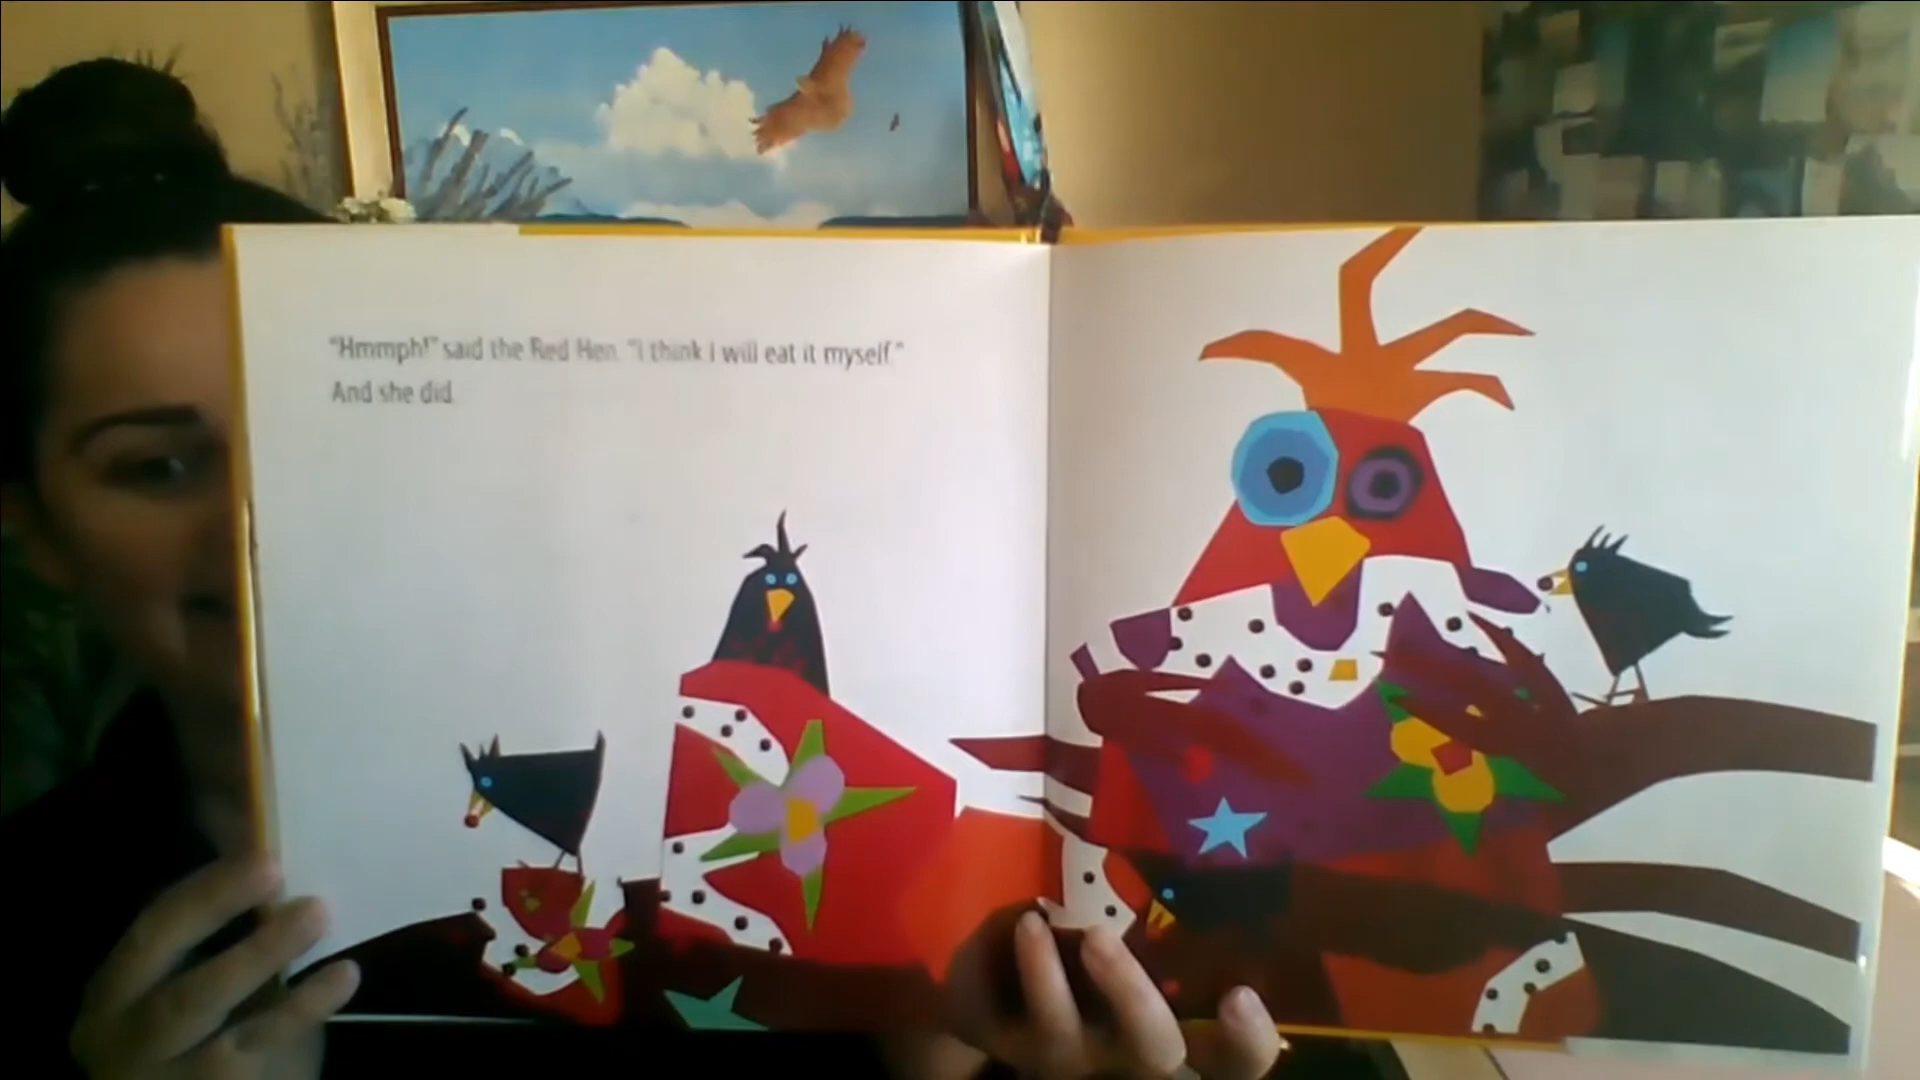 “Hmmph!” said the Red Hen. “I think I will eat it myself.”
And she did.